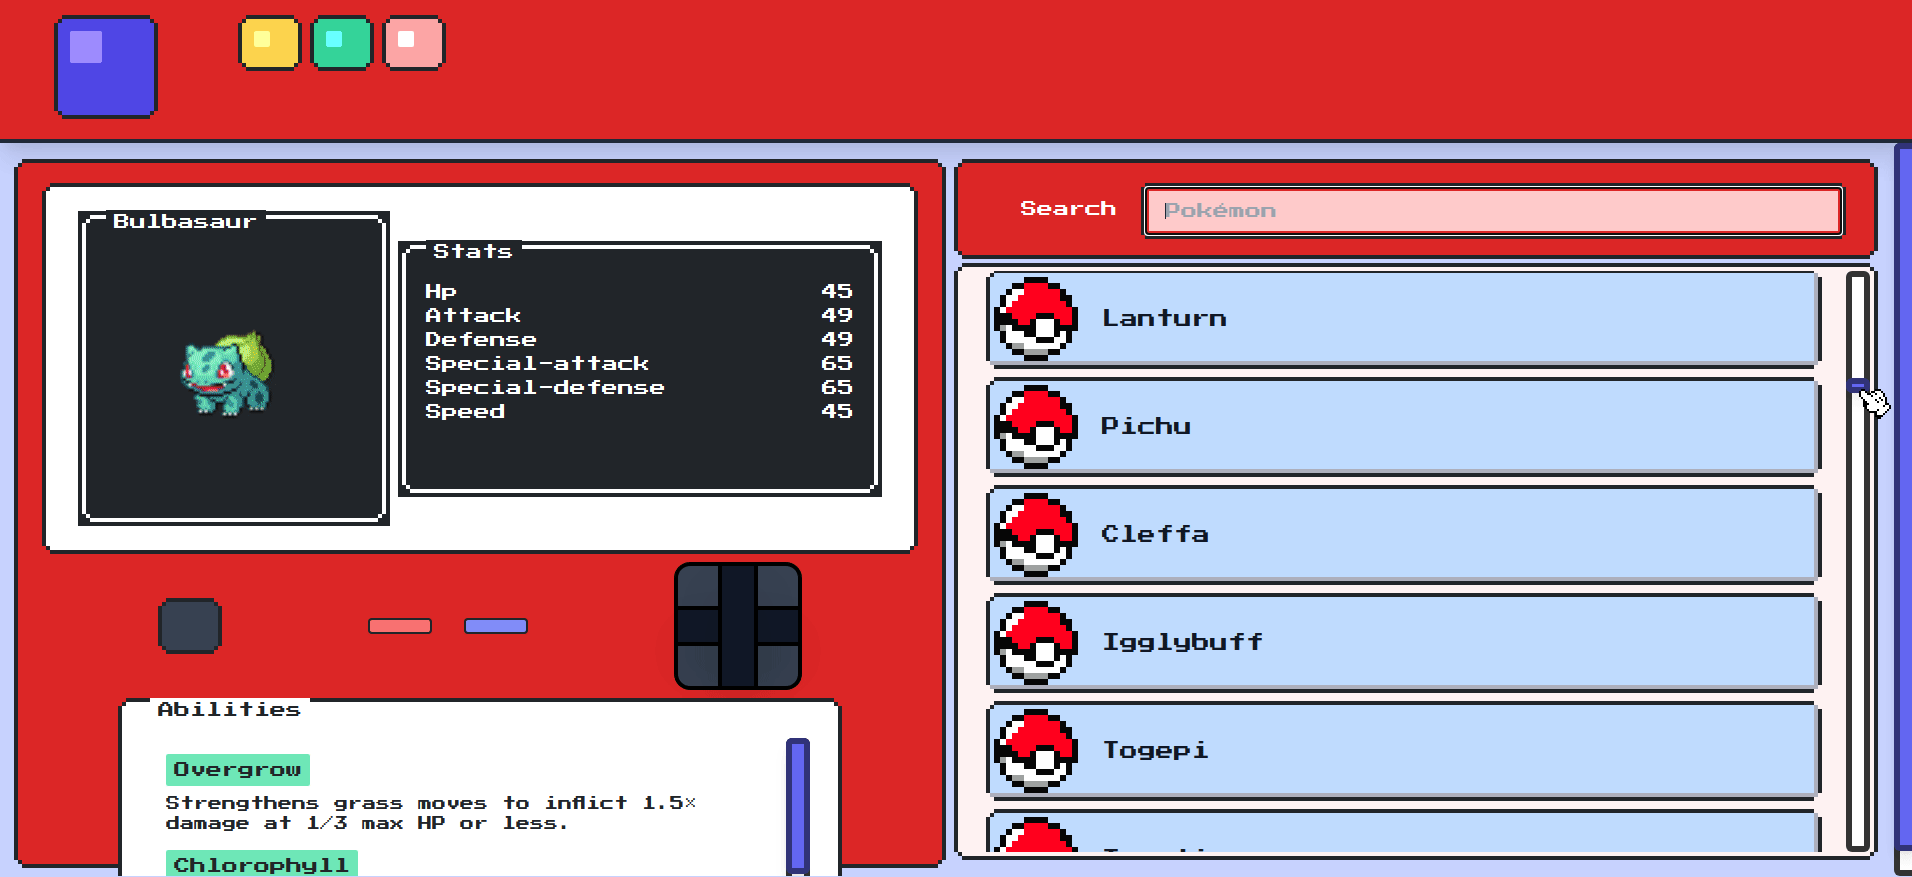 Bulbasaur
Stats
Hp 45
Attack 49
Defense 49
Special-attack 65
Special-defense 65
Speed 45
Abilities
Overgrow
Strengthens grass moves to inflict 1.5×
damage at 1/3 max HP or less.
Chlorophyll
Search
Pokémon
Lanturn
Pichu
Cleffa
Igglybuff
Togepi